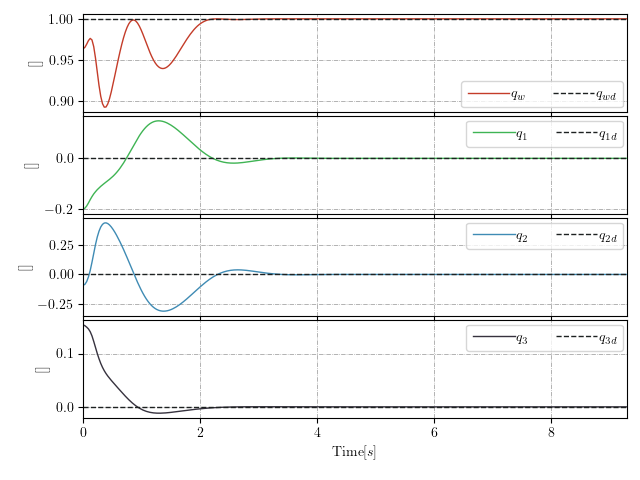 1.00
0.95
0.90
[]
q_w q_wd
0.0
−0.2
[]
q_1 q_1d
0.25
0.00
−0.25
[]
q_2 q_2d
0.1
0.0
[]
q_3 q_3d
0 2 4 6 8
Time[s]